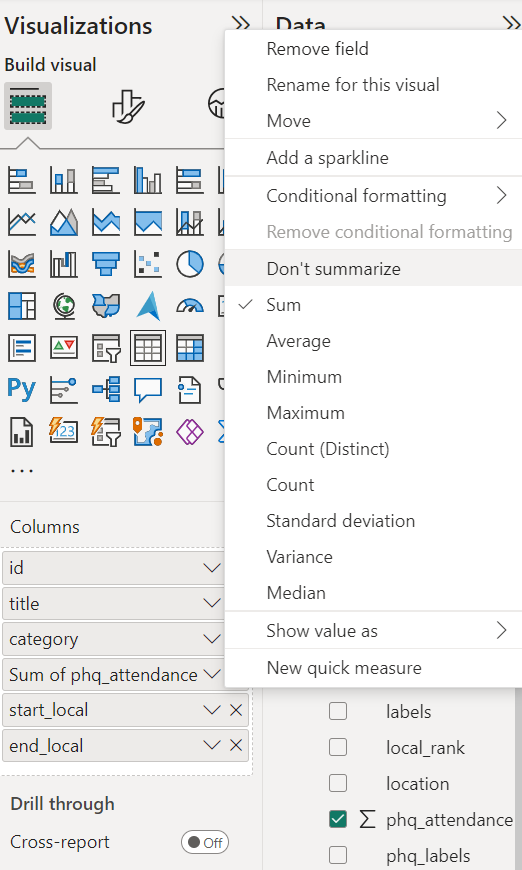 Visualizations
Data
Build visual
Remove field
Rename for this visual
Move
Add a sparkline
Conditional formatting
Remove conditional formatting
Don't summarize
Sum
Average
Minimum
Maximum
Count (Distinct)
Count
Standard deviation
Variance
Median
Show value as
New quick measure
Py
123
...
Columns
id
title
category
Sum of phq_attendance
start_local
end_local
Drill through
Cross-report
Off
labels
local_rank
location
Σ phq_attendance
phq_labels